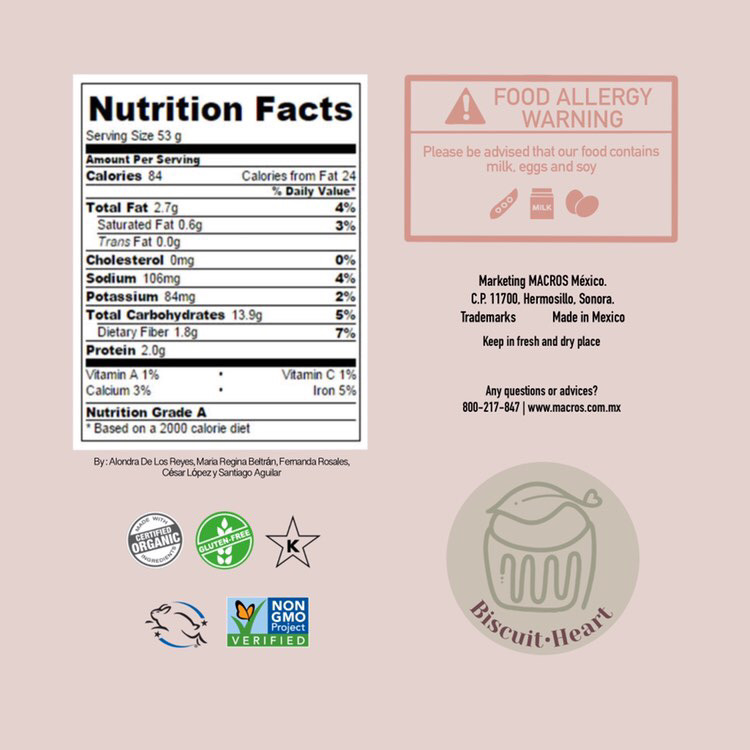 Nutrition Facts
Serving Size 53 g
Amount Per Serving
Calories 84 Calories from Fat 24
% Daily Value*
Total Fat 2.7g 4%
Saturated Fat 0.6g 3%
Trans Fat 0.0g
Cholesterol 0mg 0%
Sodium 106mg 4%
Potassium 84mg 2%
Total Carbohydrates 13.9g 5%
Dietary Fiber 1.8g 7%
Protein 2.0g
Vitamin A 1% • Vitamin C 1%
Calcium 3% • Iron 5%
Nutrition Grade A
* Based on a 2000 calorie diet
By : Alondra De Los Reyes, Maria Regina Beltrán, Fernanda Rosales,
César López y Santiago Aguilar
MADE WITH
CERTIFIED
ORGANIC
INGREDIENTS
GLUTEN-FREE
K
NON
GMO
Project
VERIFIED
FOOD ALLERGY
WARNING
Please be advised that our food contains
milk, eggs and soy
MILK
Marketing MACROS México.
C.P. 11700, Hermosillo, Sonora.
Trademarks Made in Mexico
Keep in fresh and dry place
Any questions or advices?
800-217-847 | www.macros.com.mx
Biscuit·Heart